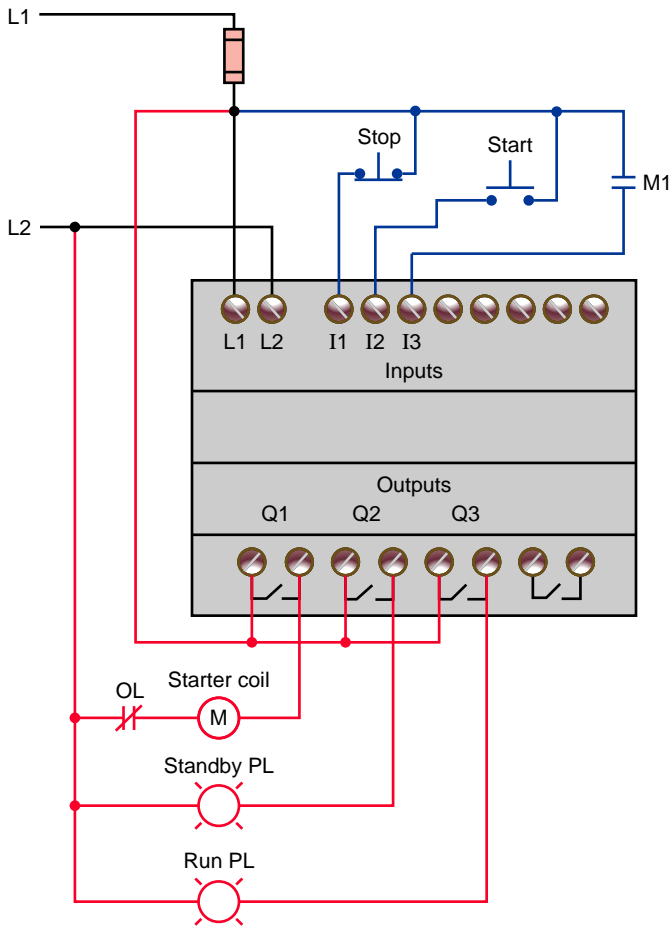 L1
Stop
Start
M1
L2
L1 L2 I1 I2 I3
Inputs
Outputs
Q1 Q2 Q3
OL
Starter coil
M
Standby PL
Run PL